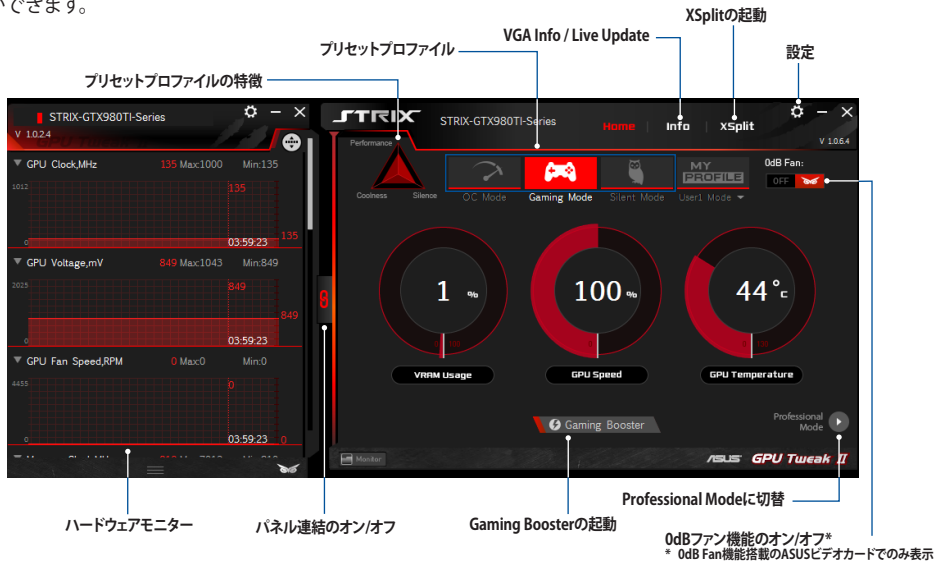 いできます。
XSplitの起動
VGA Info / Live Update
設定
プリセットプロファイル
プリセットプロファイルの特徴
STRIX-GTX980TI-Series
V 1.0.2.4
GPU Clock,MHz 135 Max:1000 Min:135
1012
135
135
0
03:59:23
GPU Voltage,mV 849 Max:1043 Min:849
2025
849
849
0
03:59:23
GPU Fan Speed,RPM 0 Max:0 Min:0
4455
0
0
03:59:23
0
STRIX
STRIX-GTX980TI-Series
Home | Info | XSplit
V 1.0.6.4
Performance
Coolness Silence
OC Mode
Gaming Mode
Silent Mode
MY PROFILE
User1 Mode
0dB Fan:
OFF
1 %
100 %
44 °c
VRAM Usage
GPU Speed
GPU Temperature
Gaming Booster
Professional Mode
Monitor
ASUS GPU Tweak II
ハードウェアモニター
パネル連結のオン/オフ
Gaming Boosterの起動
Professional Modeに切替
0dBファン機能のオン/オフ*
* 0dB Fan機能搭載のASUSビデオカードでのみ表示